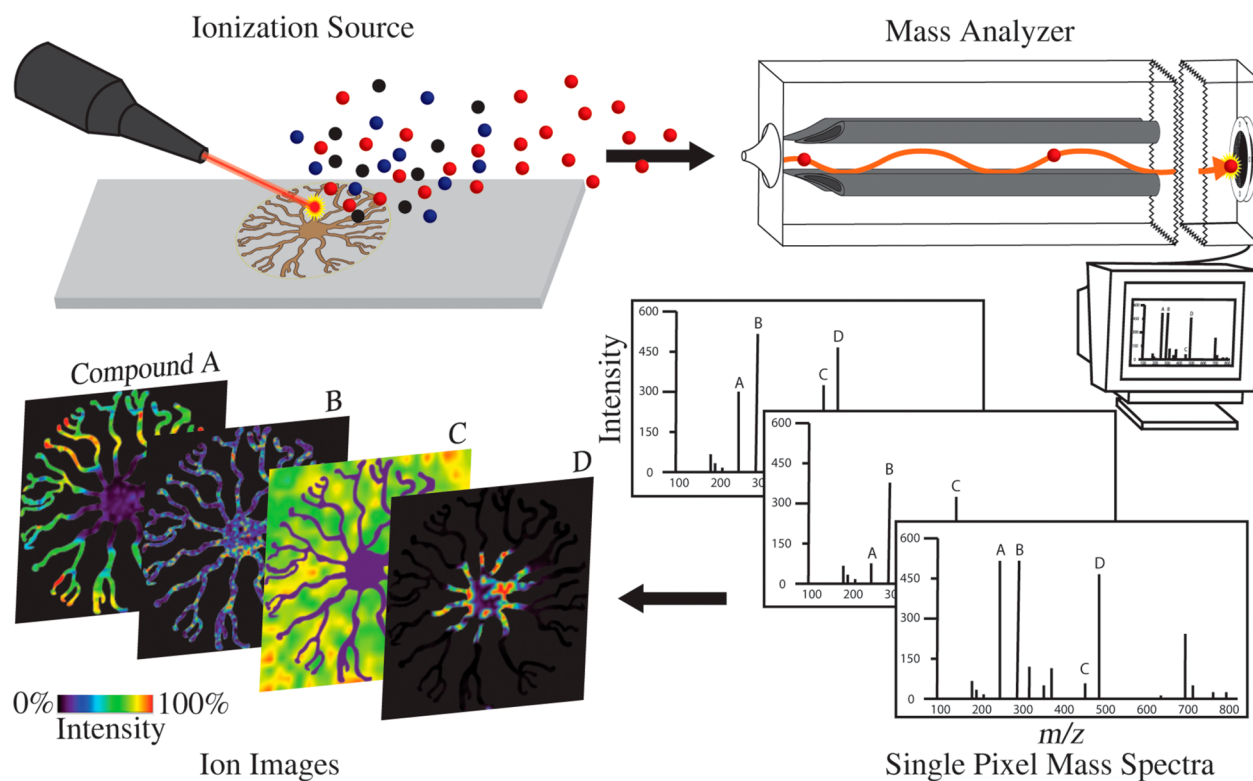 Ionization Source
Mass Analyzer
Compound A
B
C
D
0%
100%
Intensity
Ion Images
Intensity
600
450
300
150
0
100
200
30
A
B
C
D
600
450
300
150
0
100
200
30
A
B
C
600
450
300
150
0
100
200
300
400
500
600
700
800
A
B
C
D
m/z
Single Pixel Mass Spectra
A
B
C
D